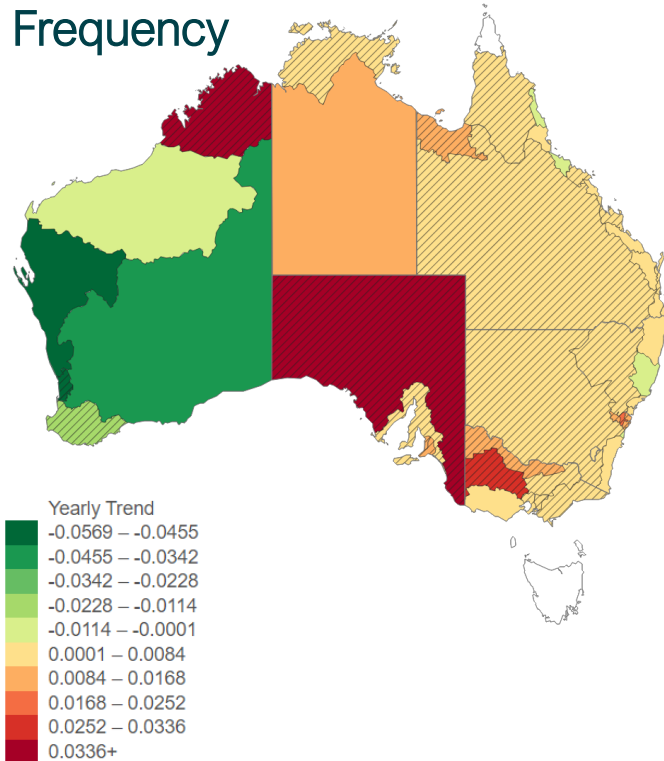 Frequency
Yearly Trend
-0.0569 – -0.0455
-0.0455 – -0.0342
-0.0342 – -0.0228
-0.0228 – -0.0114
-0.0114 – -0.0001
0.0001 – 0.0084
0.0084 – 0.0168
0.0168 – 0.0252
0.0252 – 0.0336
0.0336+